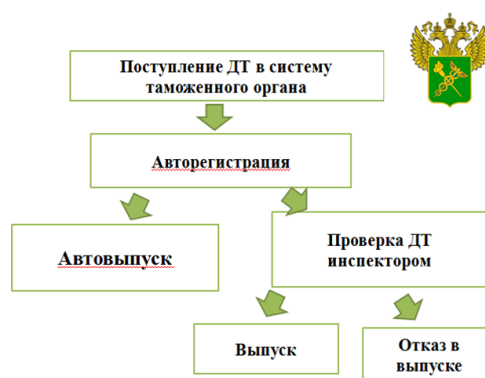 Поступление ДТ в систему
таможенного органа
Авторегистрация
Автовыпуск
Проверка ДТ
инспектором
Выпуск
Отказ в
выпуске